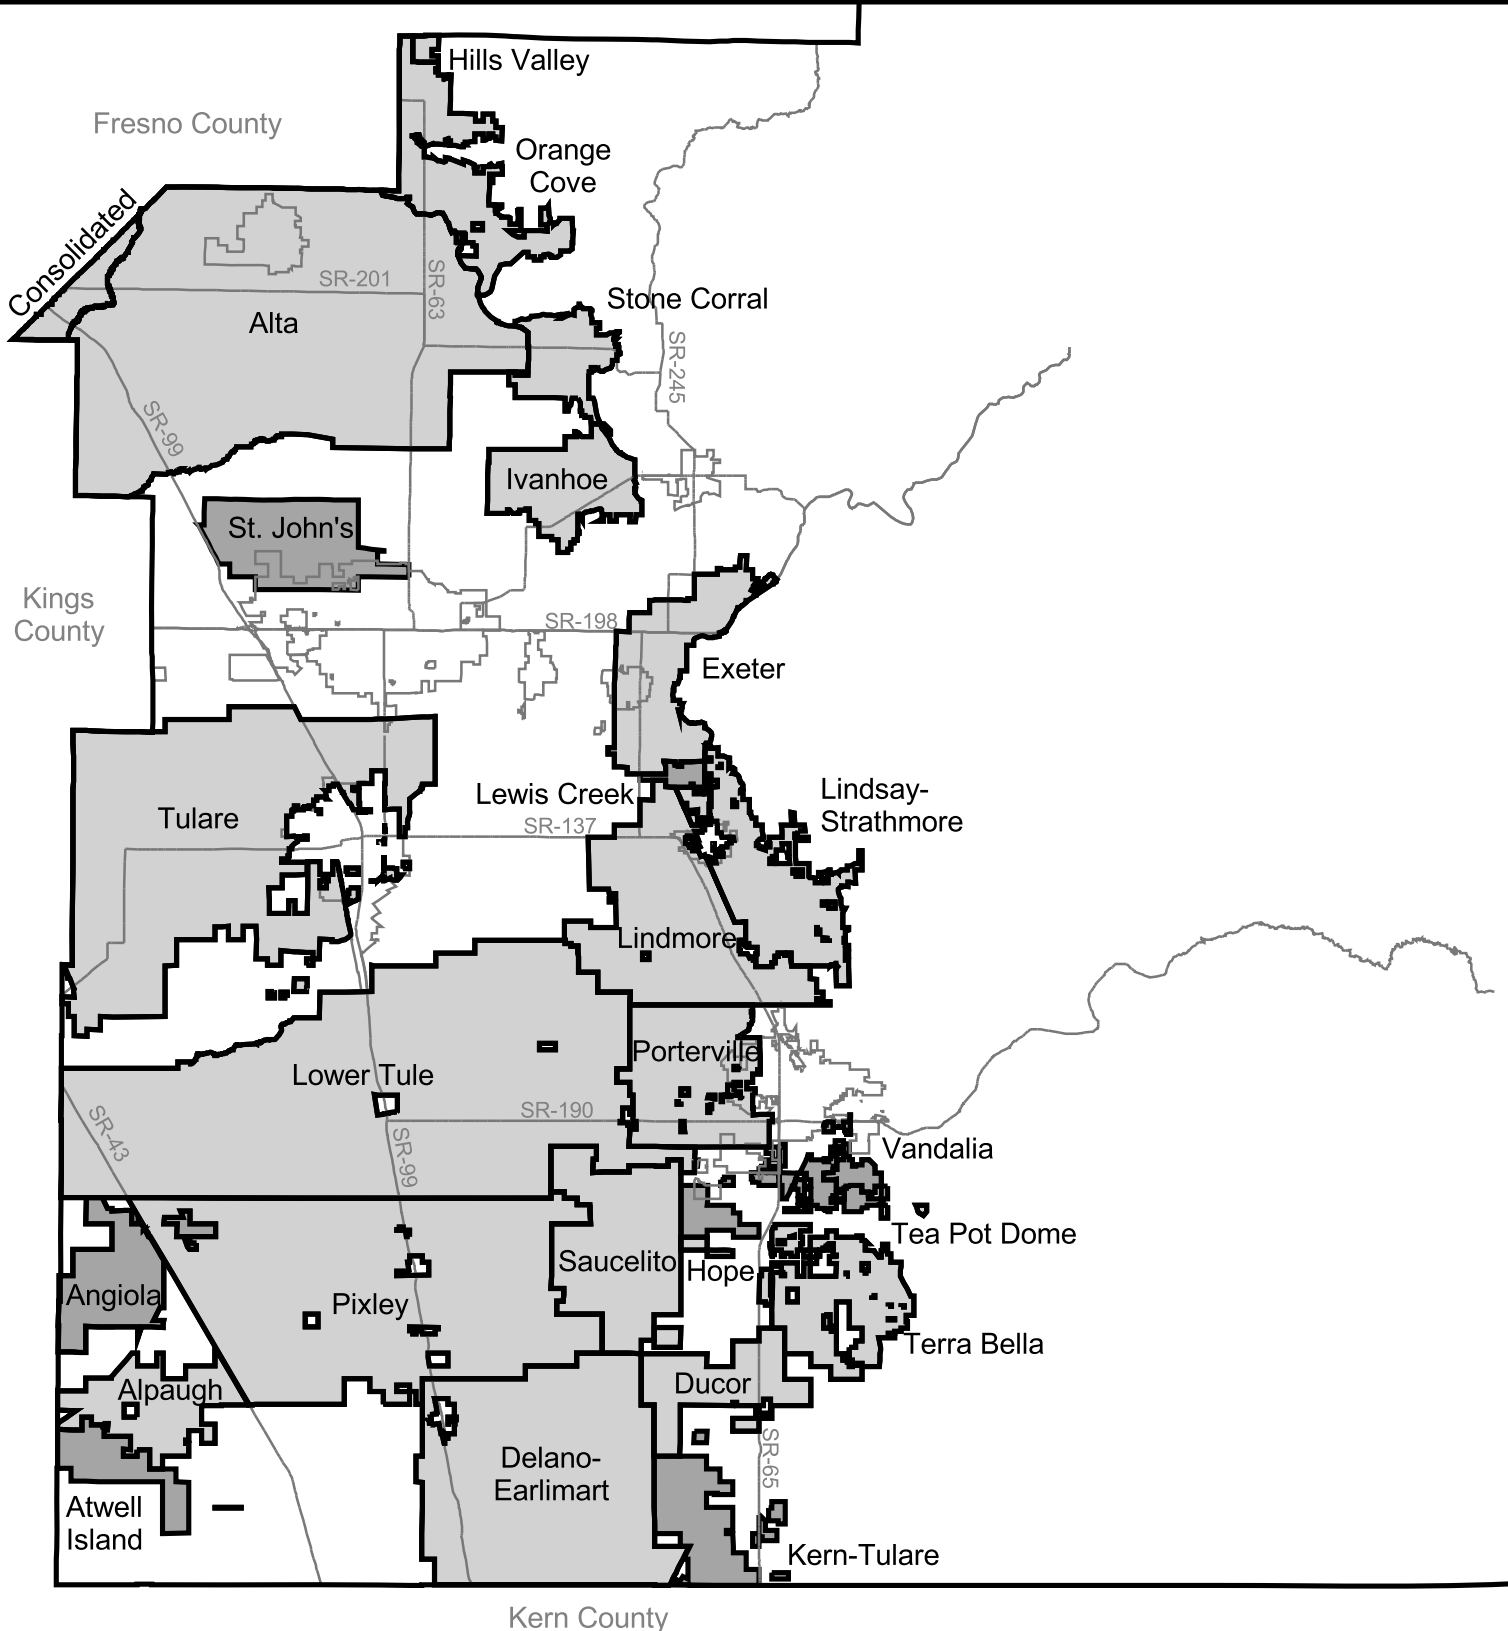 Hills Valley
Fresno County
Orange
Cove
Consolidated
SR-201
SR-63
Stone Corral
Alta
SR-245
SR-99
Ivanhoe
St. John's
Kings
County
SR-198
Exeter
Lewis Creek
Lindsay-
Strathmore
Tulare
SR-137
Lindmore
Porterville
Lower Tule
SR-190
SR-43
SR-99
Vandalia
Tea Pot Dome
Saucelito
Hope
Angiola
Pixley
Terra Bella
Alpaugh
Ducor
SR-65
Delano-
Earlimart
Atwell
Island
Kern-Tulare
Kern County